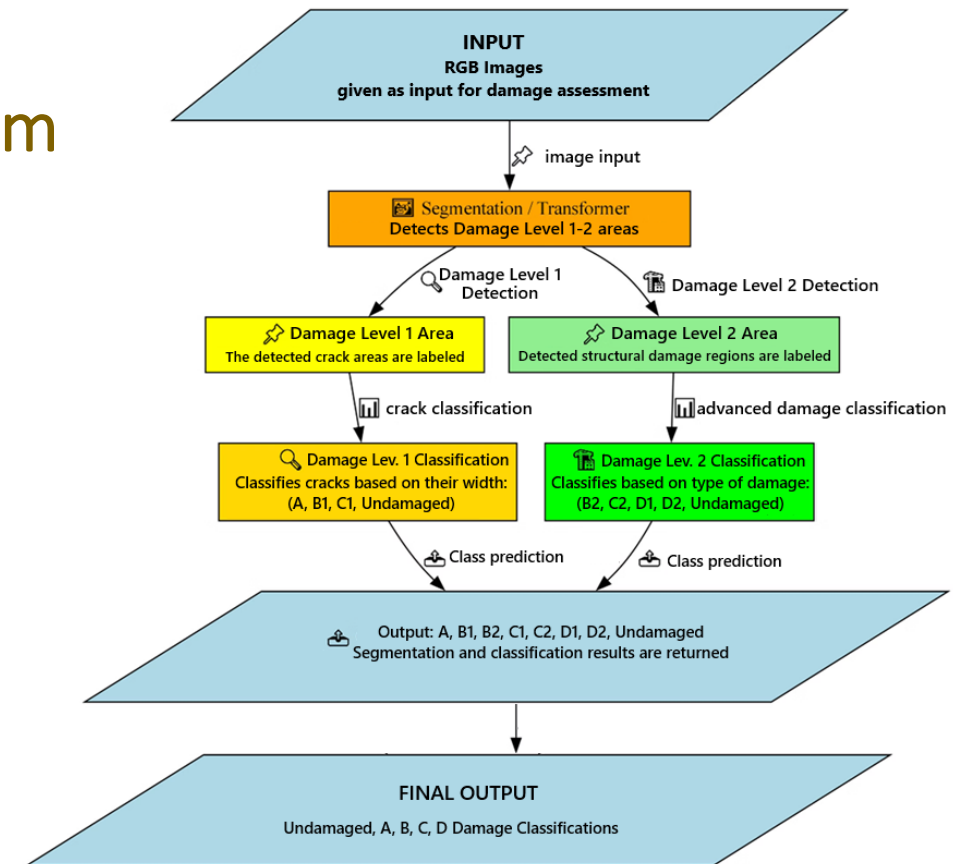 m
INPUT
RGB Images
given as input for damage assessment
image input
Segmentation / Transformer
Detects Damage Level 1-2 areas
Damage Level 1
Detection
Damage Level 2 Detection
Damage Level 1 Area
The detected crack areas are labeled
Damage Level 2 Area
Detected structural damage regions are labeled
crack classification
advanced damage classification
Damage Lev. 1 Classification
Classifies cracks based on their width:
(A, B1, C1, Undamaged)
Damage Lev. 2 Classification
Classifies based on type of damage:
(B2, C2, D1, D2, Undamaged)
Class prediction
Class prediction
Output: A, B1, B2, C1, C2, D1, D2, Undamaged
Segmentation and classification results are returned
FINAL OUTPUT
Undamaged, A, B, C, D Damage Classifications